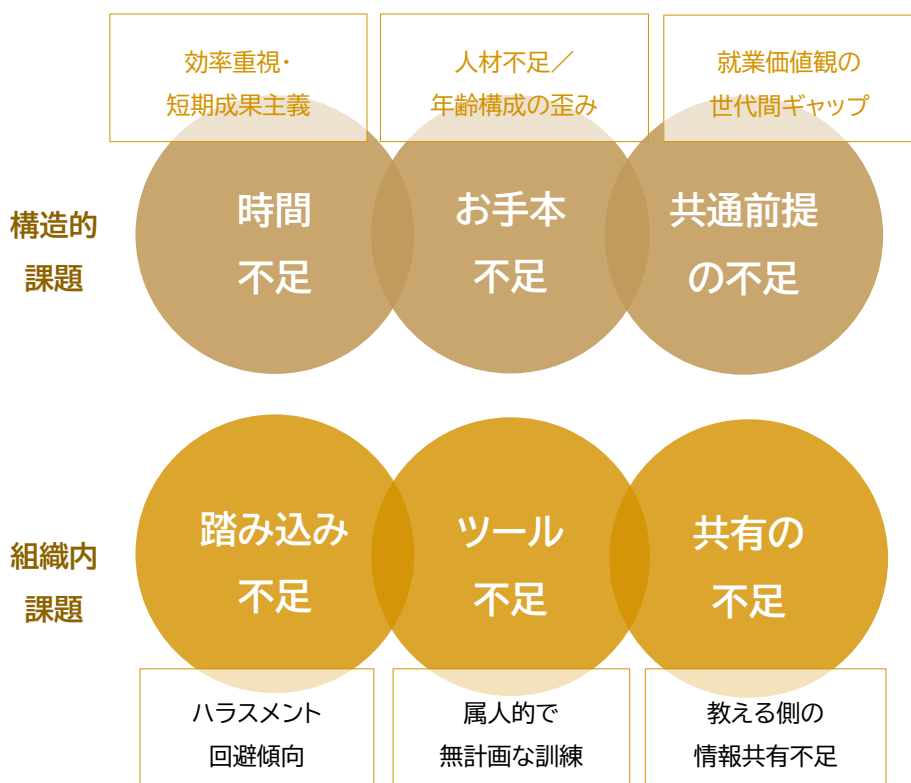 効率重視・
短期成果主義
人材不足／
年齢構成の歪み
就業価値観の
世代間ギャップ
構造的
課題
時間
不足
お手本
不足
共通前提
の不足
組織内
課題
踏み込み
不足
ツール
不足
共有の
不足
ハラスメント
回避傾向
属人的で
無計画な訓練
教える側の
情報共有不足